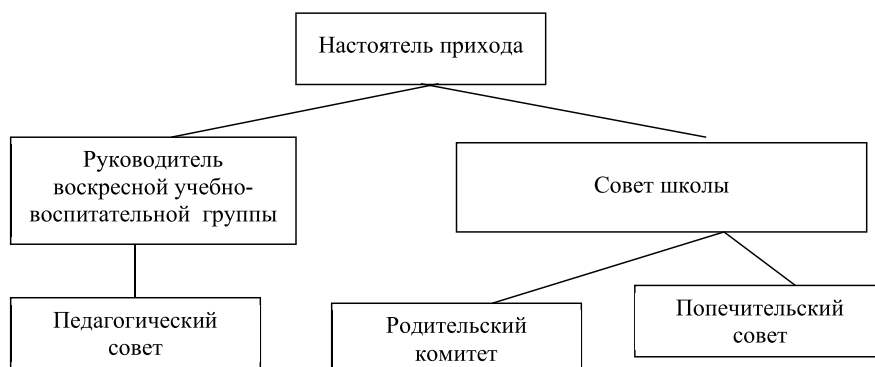 Настоятель прихода
Руководитель
воскресной учебно-
воспитательной группы
Совет школы
Педагогический
совет
Родительский
комитет
Попечительский
совет